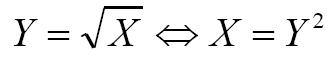 Y = √X ⇔ X = Y²